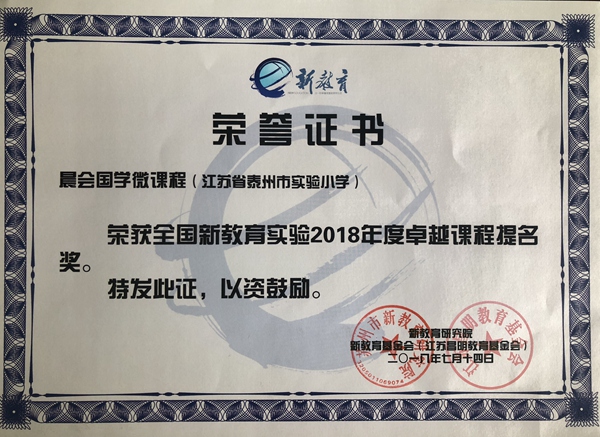 新教育
荣誉证书
晨会国学微课程（江苏省泰州市实验小学）
荣获全国新教育实验2018年度卓越课程提名
奖。
特发此证，以资鼓励。
新教育研究院
新教育基金会（江苏昌明教育基金会）
二〇一八年七月十四日